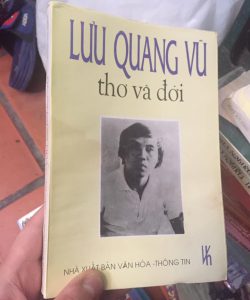 LƯU QUANG VŨ
thơ và đời
NHÀ XUẤT BẢN VĂN HÓA-THÔNG TIN